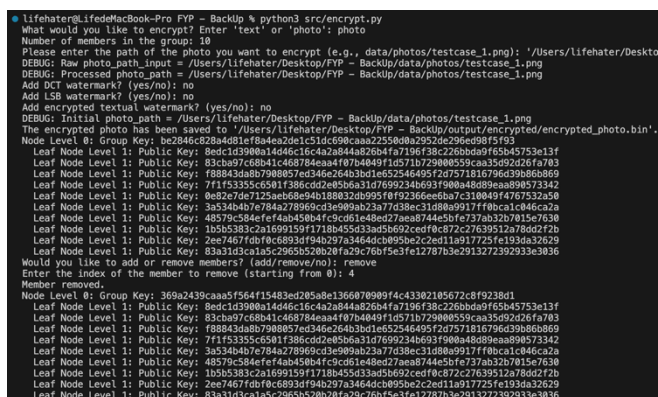 lifehater@LifedeMacBook-Pro FYP - BackUp % python3 src/encrypt.py
What would you like to encrypt? Enter 'text' or 'photo': photo
Number of members in the group: 10
Please enter the path of the photo you want to encrypt (e.g., data/photos/testcase_1.png): '/Users/lifehater/Deskto
DEBUG: Raw photo_path_input = /Users/lifehater/Desktop/FYP - BackUp/data/photos/testcase_1.png
DEBUG: Processed photo_path = /Users/lifehater/Desktop/FYP - BackUp/data/photos/testcase_1.png
Add DCT watermark? (yes/no): no
Add LSB watermark? (yes/no): no
Add encrypted textual watermark? (yes/no): no
DEBUG: Initial photo_path = /Users/lifehater/Desktop/FYP - BackUp/data/photos/testcase_1.png
The encrypted photo has been saved to '/Users/lifehater/Desktop/FYP - BackUp/output/encrypted/encrypted_photo.bin'.
Node Level 0: Group Key: be2846c828a4d81ef8a4ea2de1c51dc690caaa22550d0a2952de296ed98f5f93
Leaf Node Level 1: Public Key: 8edc1d3900a14d46c16c4a2a844a826b4fa7196f38c226bbda9f65b45753e13f
Leaf Node Level 1: Public Key: 83cba97c68b41c468784eaa4f07b4049f1d571b729000559caa35d92d26fa703
Leaf Node Level 1: Public Key: f88843da8b7908057ed346e264b3bd1e652546495f2d7571816796d39b86b869
Leaf Node Level 1: Public Key: 7f1f53355c6501f386cdd2e05b6a31d7699234b693f900a48d89eaa890573342
Leaf Node Level 1: Public Key: 0e82e7de7125aeb68e94b188032db995f0f92366ee6ba7c310049f4767532a50
Leaf Node Level 1: Public Key: 3a534b4b7e784a278969cd3e909ab23a77d38ec31d80a9917ff0bca1c046ca2a
Leaf Node Level 1: Public Key: 48579c584efef4ab450b4fc9cd61e48ed27aea8744e5bfe737ab32b7015e7630
Leaf Node Level 1: Public Key: 1b5b5383c2a1699159f1718b455d33ad5b692cedf0c872c27639512a78dd2f2b
Leaf Node Level 1: Public Key: 2ee7467fdbf0c6893df94b297a3464dcb095be2c2ed11a917725fe193da32629
Leaf Node Level 1: Public Key: 83a31d3ca1a5c2965b520b20fa29c76bf5e3fe12787b3e2913272392933e3036
Would you like to add or remove members? (add/remove/no): remove
Enter the index of the member to remove (starting from 0): 4
Member removed.
Node Level 0: Group Key: 369a2439caaa5f564f15483ed205a8e1366070909f4c43302105672c8f9238d1
Leaf Node Level 1: Public Key: 8edc1d3900a14d46c16c4a2a844a826b4fa7196f38c226bbda9f65b45753e13f
Leaf Node Level 1: Public Key: 83cba97c68b41c468784eaa4f07b4049f1d571b729000559caa35d92d26fa703
Leaf Node Level 1: Public Key: f88843da8b7908057ed346e264b3bd1e652546495f2d7571816796d39b86b869
Leaf Node Level 1: Public Key: 7f1f53355c6501f386cdd2e05b6a31d7699234b693f900a48d89eaa890573342
Leaf Node Level 1: Public Key: 3a534b4b7e784a278969cd3e909ab23a77d38ec31d80a9917ff0bca1c046ca2a
Leaf Node Level 1: Public Key: 48579c584efef4ab450b4fc9cd61e48ed27aea8744e5bfe737ab32b7015e7630
Leaf Node Level 1: Public Key: 1b5b5383c2a1699159f1718b455d33ad5b692cedf0c872c27639512a78dd2f2b
Leaf Node Level 1: Public Key: 2ee7467fdbf0c6893df94b297a3464dcb095be2c2ed11a917725fe193da32629
Leaf Node Level 1: Public Key: 83a31d3ca1a5c2965b520b20fa29c76bf5e3fe12787b3e2913272392933e3036